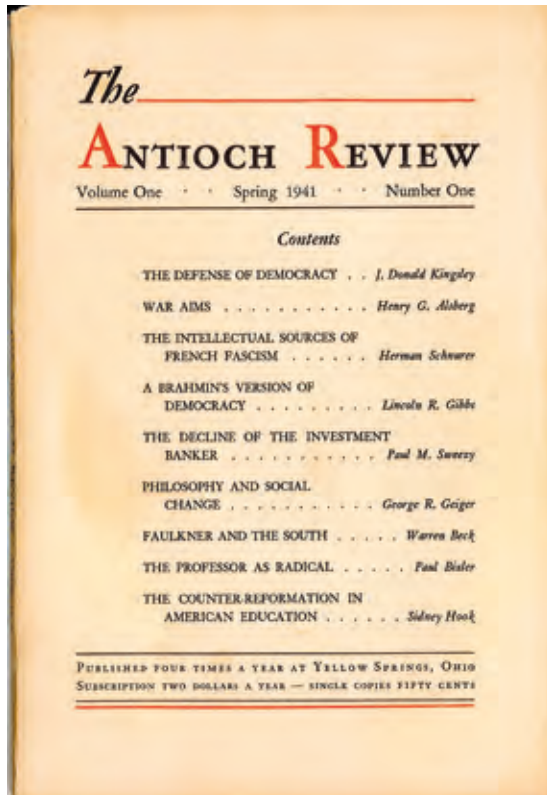 The
ANTIOCH REVIEW
Volume One · · Spring 1941 · · Number One
Contents
THE DEFENSE OF DEMOCRACY . . J. Donald Kingsley
WAR AIMS . . . . . . . . . . . Henry G. Alsberg
THE INTELLECTUAL SOURCES OF
FRENCH FASCISM . . . . . . Herman Schnurer
A BRAHMIN'S VERSION OF
DEMOCRACY . . . . . . . . . Lincoln R. Gibbs
THE DECLINE OF THE INVESTMENT
BANKER . . . . . . . . . . . Paul M. Sweezy
PHILOSOPHY AND SOCIAL
CHANGE . . . . . . . . . . . George R. Geiger
FAULKNER AND THE SOUTH . . . . . Warren Beck
THE PROFESSOR AS RADICAL . . . . . Paul Bixler
THE COUNTER-REFORMATION IN
AMERICAN EDUCATION . . . . . . Sidney Hook
PUBLISHED FOUR TIMES A YEAR AT YELLOW SPRINGS, OHIO
SUBSCRIPTION TWO DOLLARS A YEAR — SINGLE COPIES FIFTY CENTS